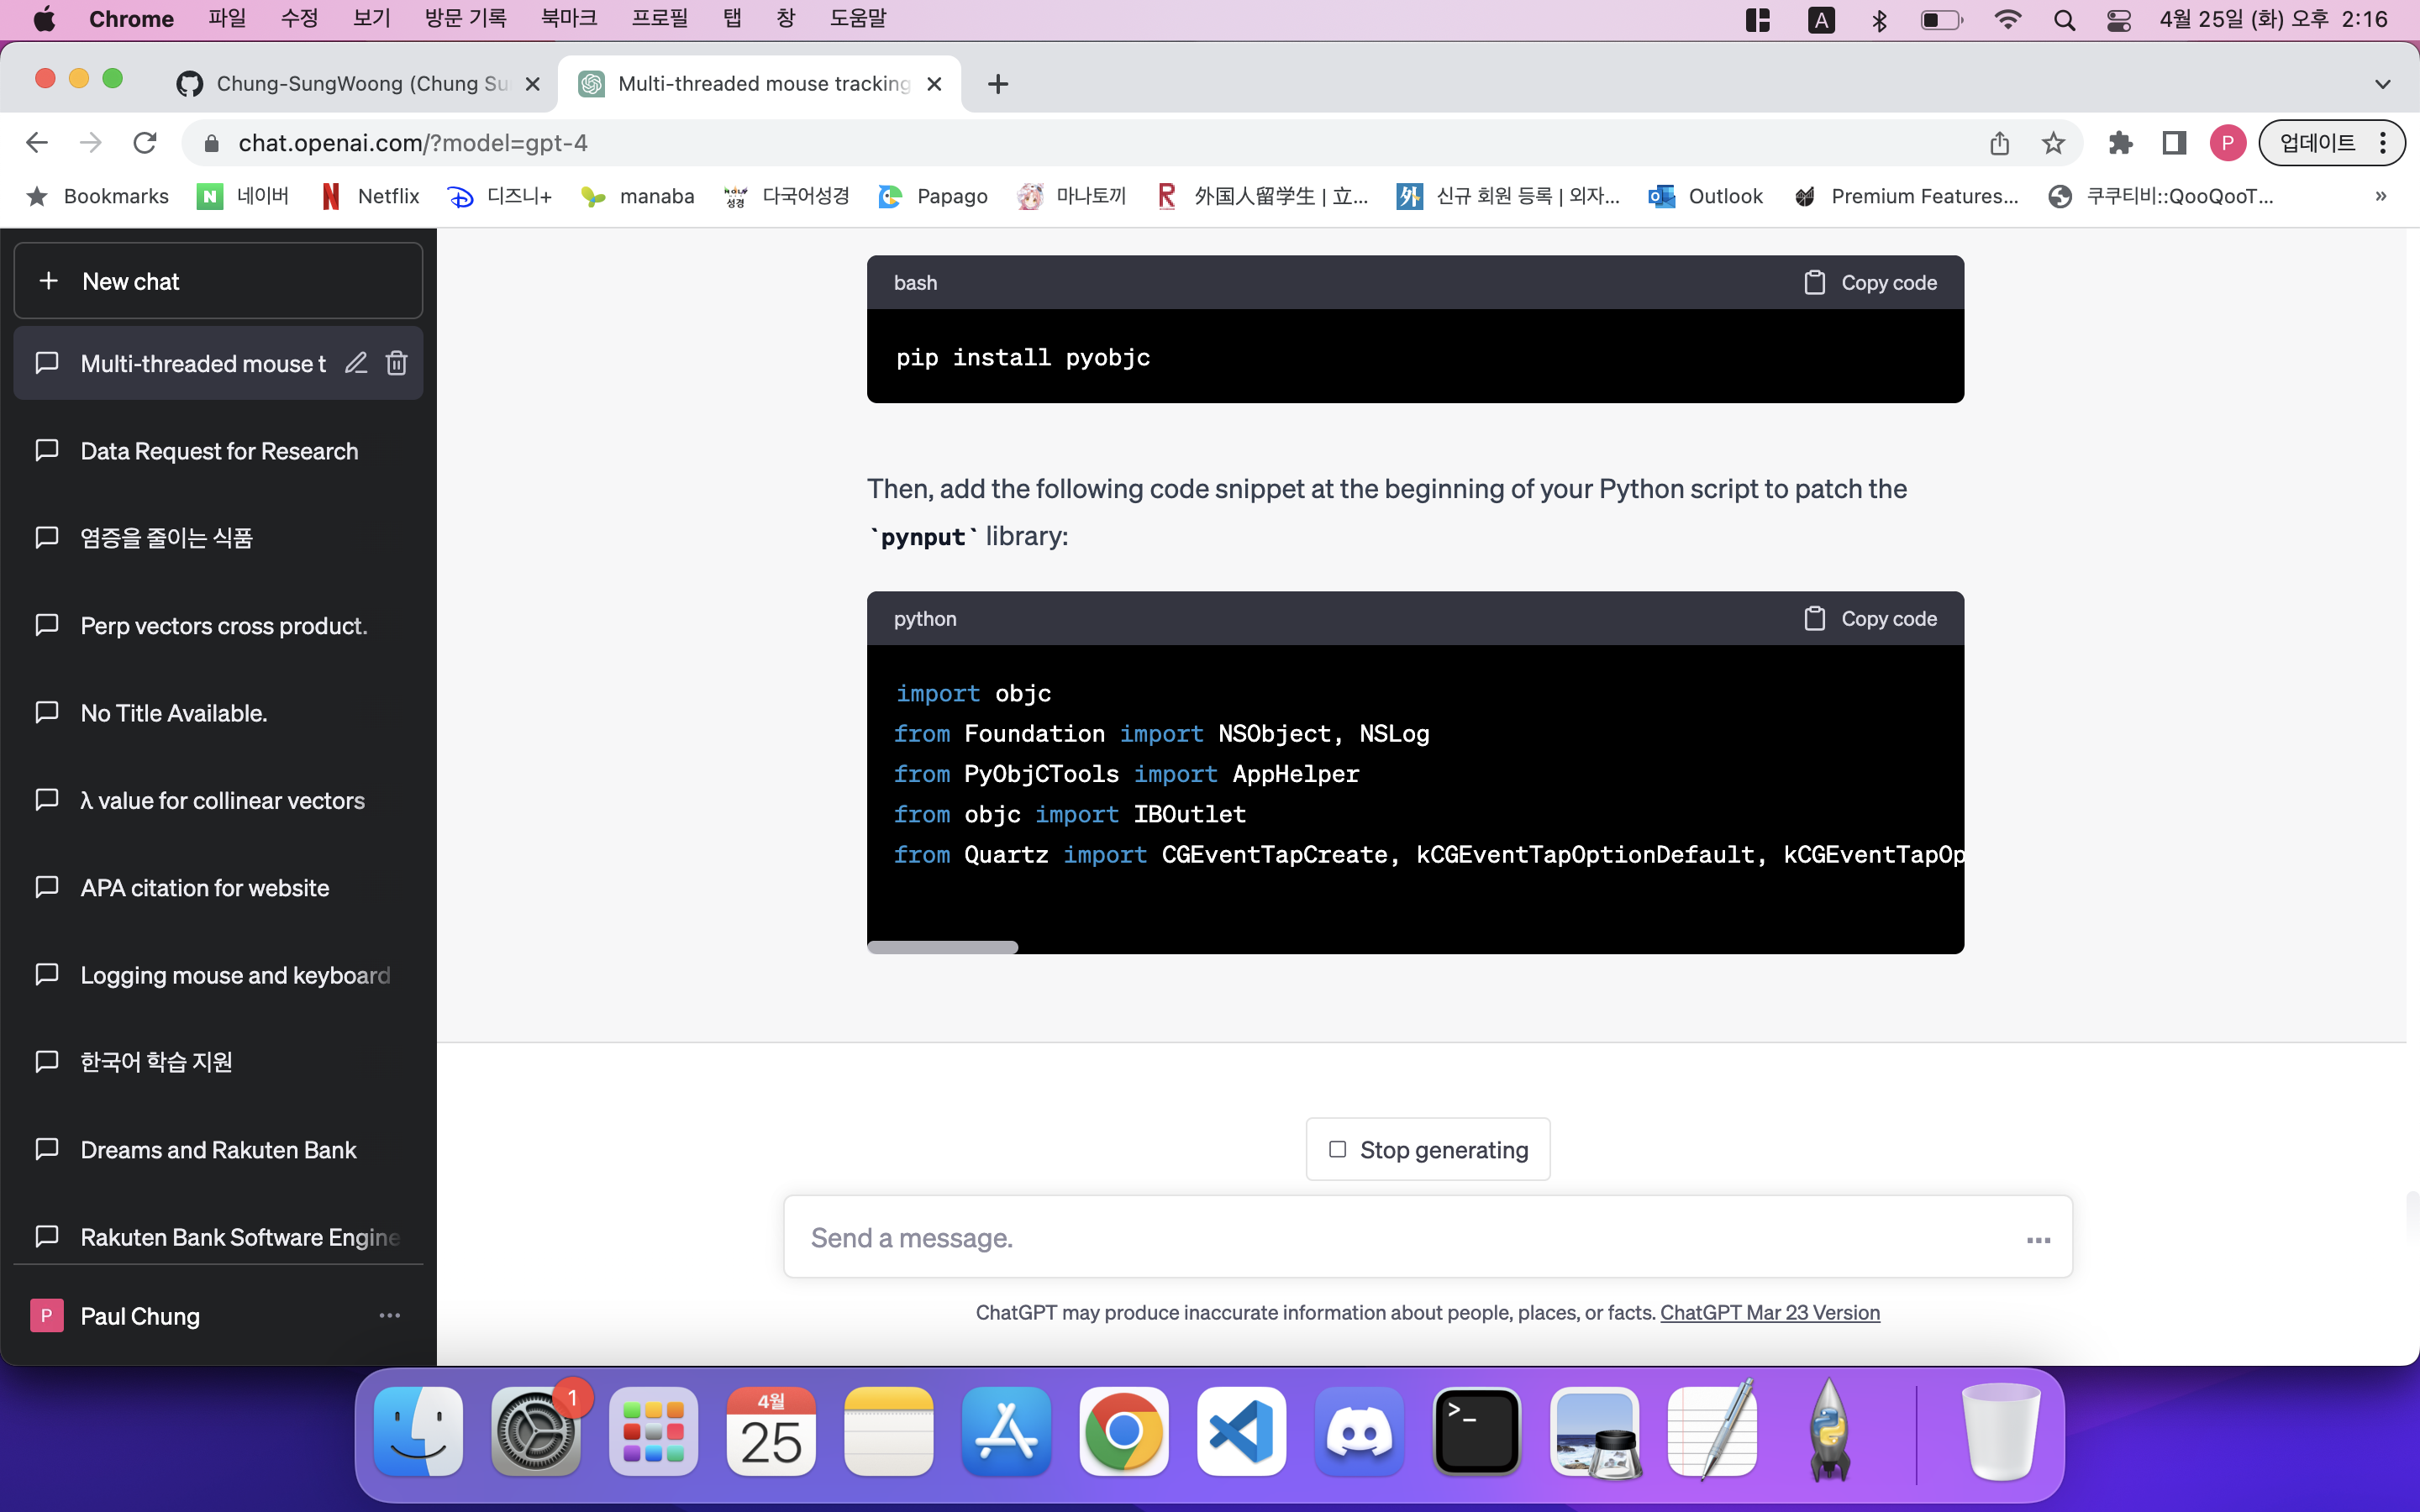 Chrome 파일 수정 보기 방문 기록 북마크 프로필 탭 창 도움말 A 4월 25일 (화) 오후 2:16
Chung-SungWoong (Chung Su Multi-threaded mouse tracking
chat.openai.com/?model=gpt-4 P 업데이트
Bookmarks 네이버 Netflix 디즈니+ manaba 다국어성경 Papago 마나토끼 外国人留学生 | 立... 신규 회원 등록 | 외자... Outlook Premium Features... 쿠쿠티비::QooQooT... »
New chat
Multi-threaded mouse t
Data Request for Research
염증을 줄이는 식품
Perp vectors cross product.
No Title Available.
λ value for collinear vectors
APA citation for website
Logging mouse and keyboard
한국어 학습 지원
Dreams and Rakuten Bank
Rakuten Bank Software Engine
P Paul Chung ...
bash Copy code
pip install pyobjc
Then, add the following code snippet at the beginning of your Python script to patch the
`pynput` library:
python Copy code
import objc
from Foundation import NSObject, NSLog
from PyObjCTools import AppHelper
from objc import IBOutlet
from Quartz import CGEventTapCreate, kCGEventTapOptionDefault, kCGEventTapOp
Stop generating
Send a message.
ChatGPT may produce inaccurate information about people, places, or facts. ChatGPT Mar 23 Version
1
4월
25
>_